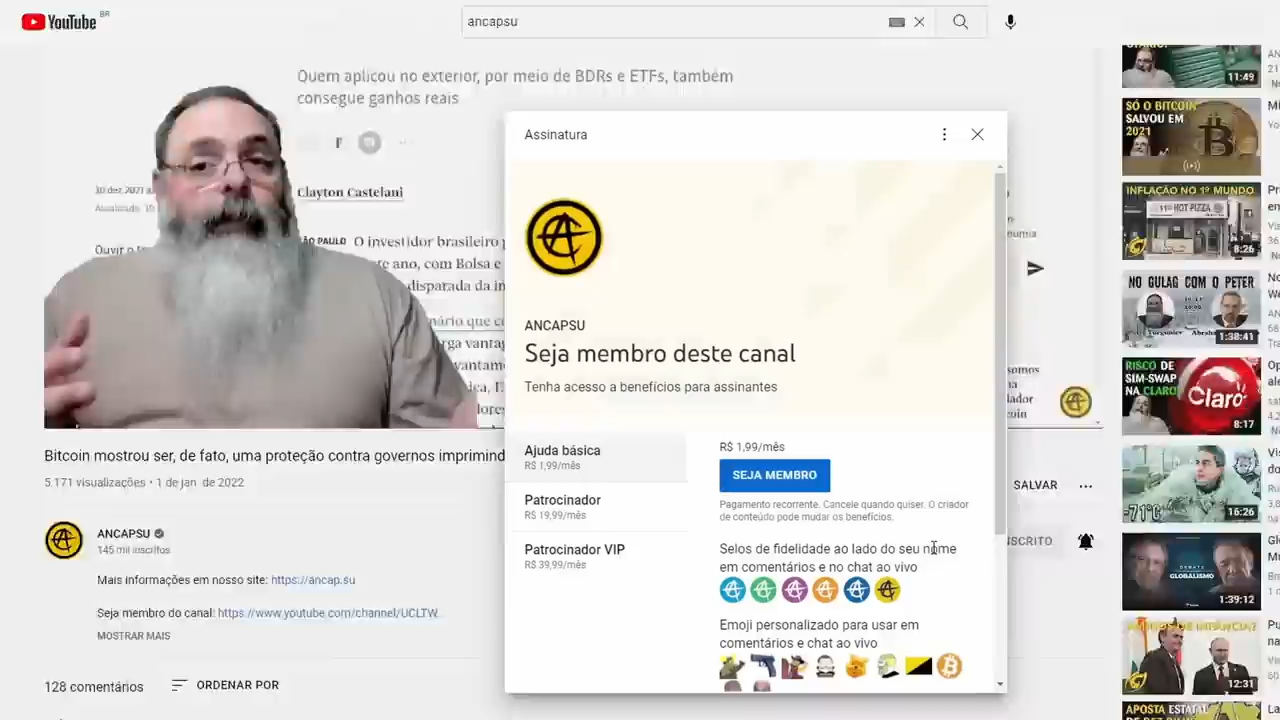 YouTube BR
ancapsu
Quem aplicou no exterior, por meio de BDRs e ETFs, também
consegue ganhos reais
Clayton Castelani
SÃO PAULO O investidor brasileiro
Assinatura
ANCAPSU
Seja membro deste canal
Tenha acesso a benefícios para assinantes
Ajuda básica
R$ 1,99/mês
Patrocinador
R$ 19,99/mês
Patrocinador VIP
R$ 39,99/mês
R$ 1,99/mês
SEJA MEMBRO
Pagamento recorrente. Cancele quando quiser. O criador
de conteúdo pode mudar os benefícios.
Selos de fidelidade ao lado do seu nome
em comentários e no chat ao vivo
Emoji personalizado para usar em
comentários e chat ao vivo
Bitcoin mostrou ser, de fato, uma proteção contra governos imprimind
5.171 visualizações • 1 de jan. de 2022
SALVAR
ANCAPSU
145 mil inscritos
Mais informações em nosso site: https://ancap.su
Seja membro do canal: https://www.youtube.com/channel/UCLTW...
MOSTRAR MAIS
128 comentários
ORDENAR POR
11:49
SÓ O BITCOIN
SALVOU EM
2021
INFLAÇÃO NO 1º MUNDO
HOT PIZZA
8:26
NO GULAG COM O PETER
1:38:41
RISCO DE
SIM-SWAP
NA CLARO
Claro
8:17
-71°C
16:26
DEBATE
GLOBALISMO
1:39:12
12:31
APOSTA ESTATAL